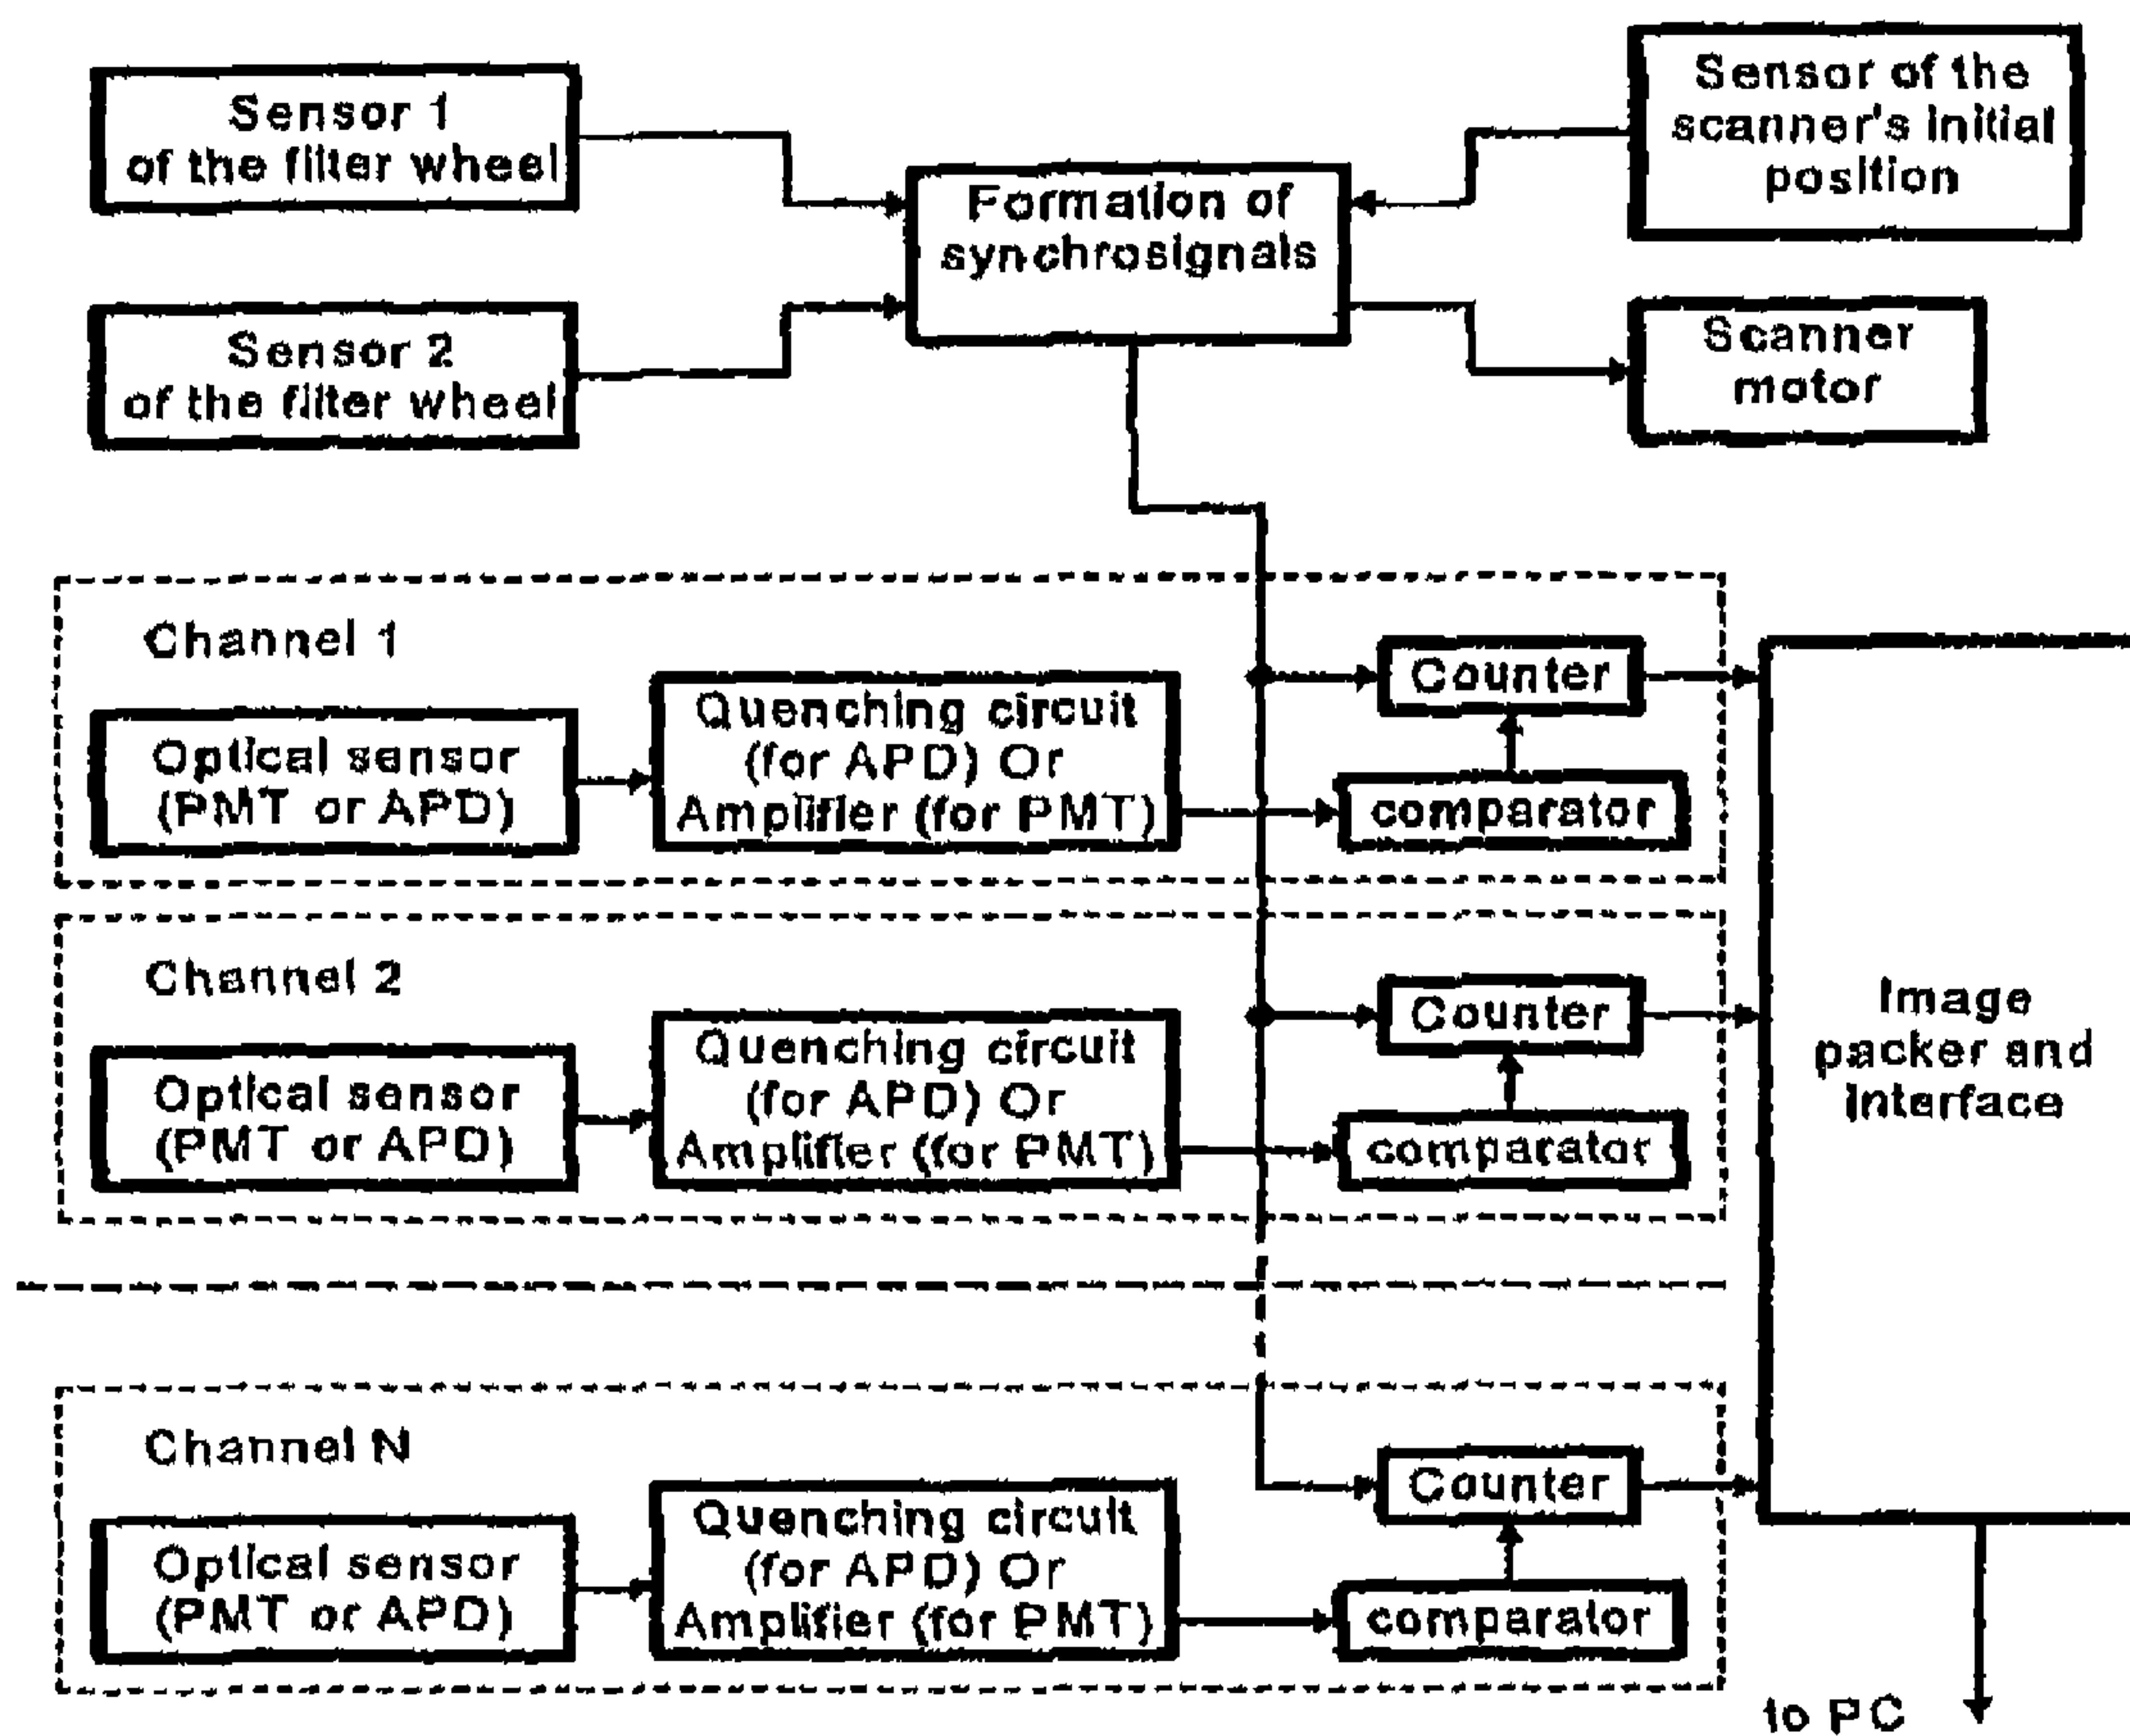 Sensor 1
of the filter wheel
Sensor of the
scanner's initial
position
Formation of
synchrosignals
Sensor 2
of the filter wheel
Scanner
motor
Channel 1
Optical sensor
(PMT or APD)
Quenching circuit
(for APD) Or
Amplifier (for PMT)
Counter
comparator
Channel 2
Optical sensor
(PMT or APD)
Quenching circuit
(for APD) Or
Amplifier (for PMT)
Counter
comparator
Image
packer and
Interface
Channel N
Optical sensor
(PMT or APD)
Quenching circuit
(for APD) Or
Amplifier (for PMT)
Counter
comparator
to PC